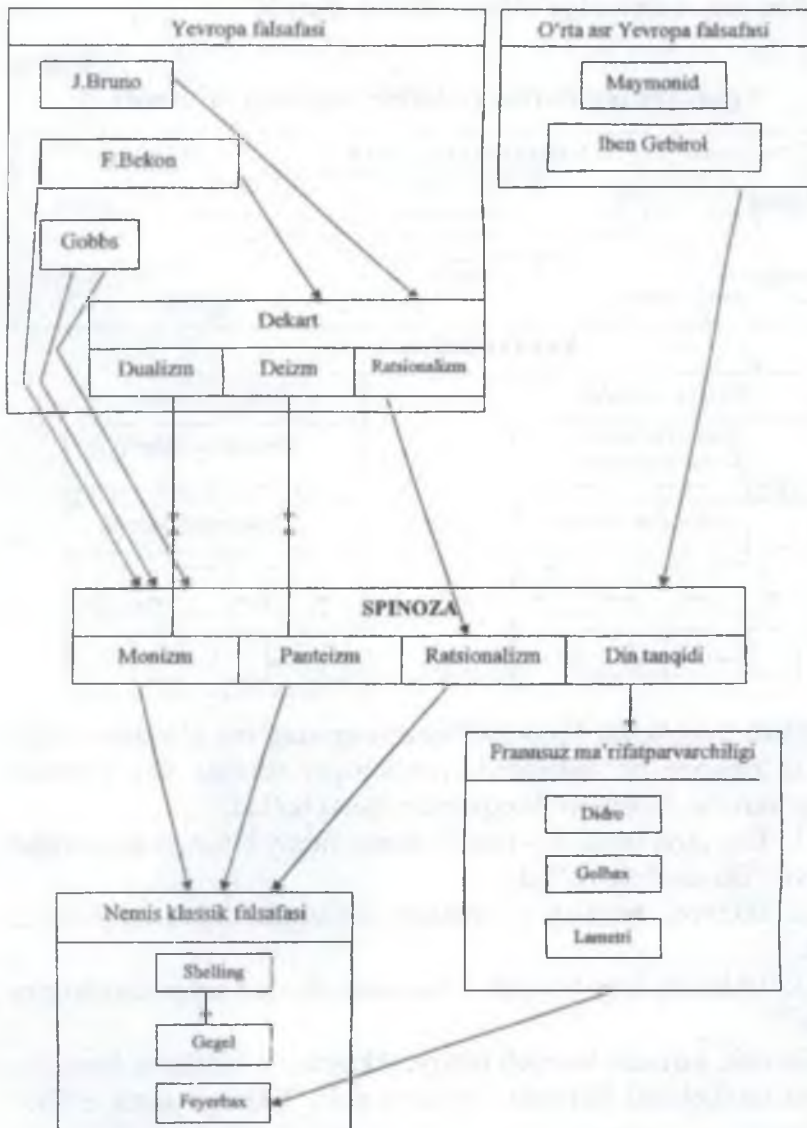 Yevropa falsafasi
J.Bruno
F.Bekon
Gobbs
Dekart
Dualizm
Deizm
Ratsionalizm
O'rta asr Yevropa falsafasi
Maymonid
Iben Gebirol
SPINOZA
Monizm
Panteizm
Ratsionalizm
Din tanqidi
Fransuz ma'rifatparvarchiligi
Didro
Golbax
Lametri
Nemis klassik falsafasi
Shelling
Gegel
Feyerbax